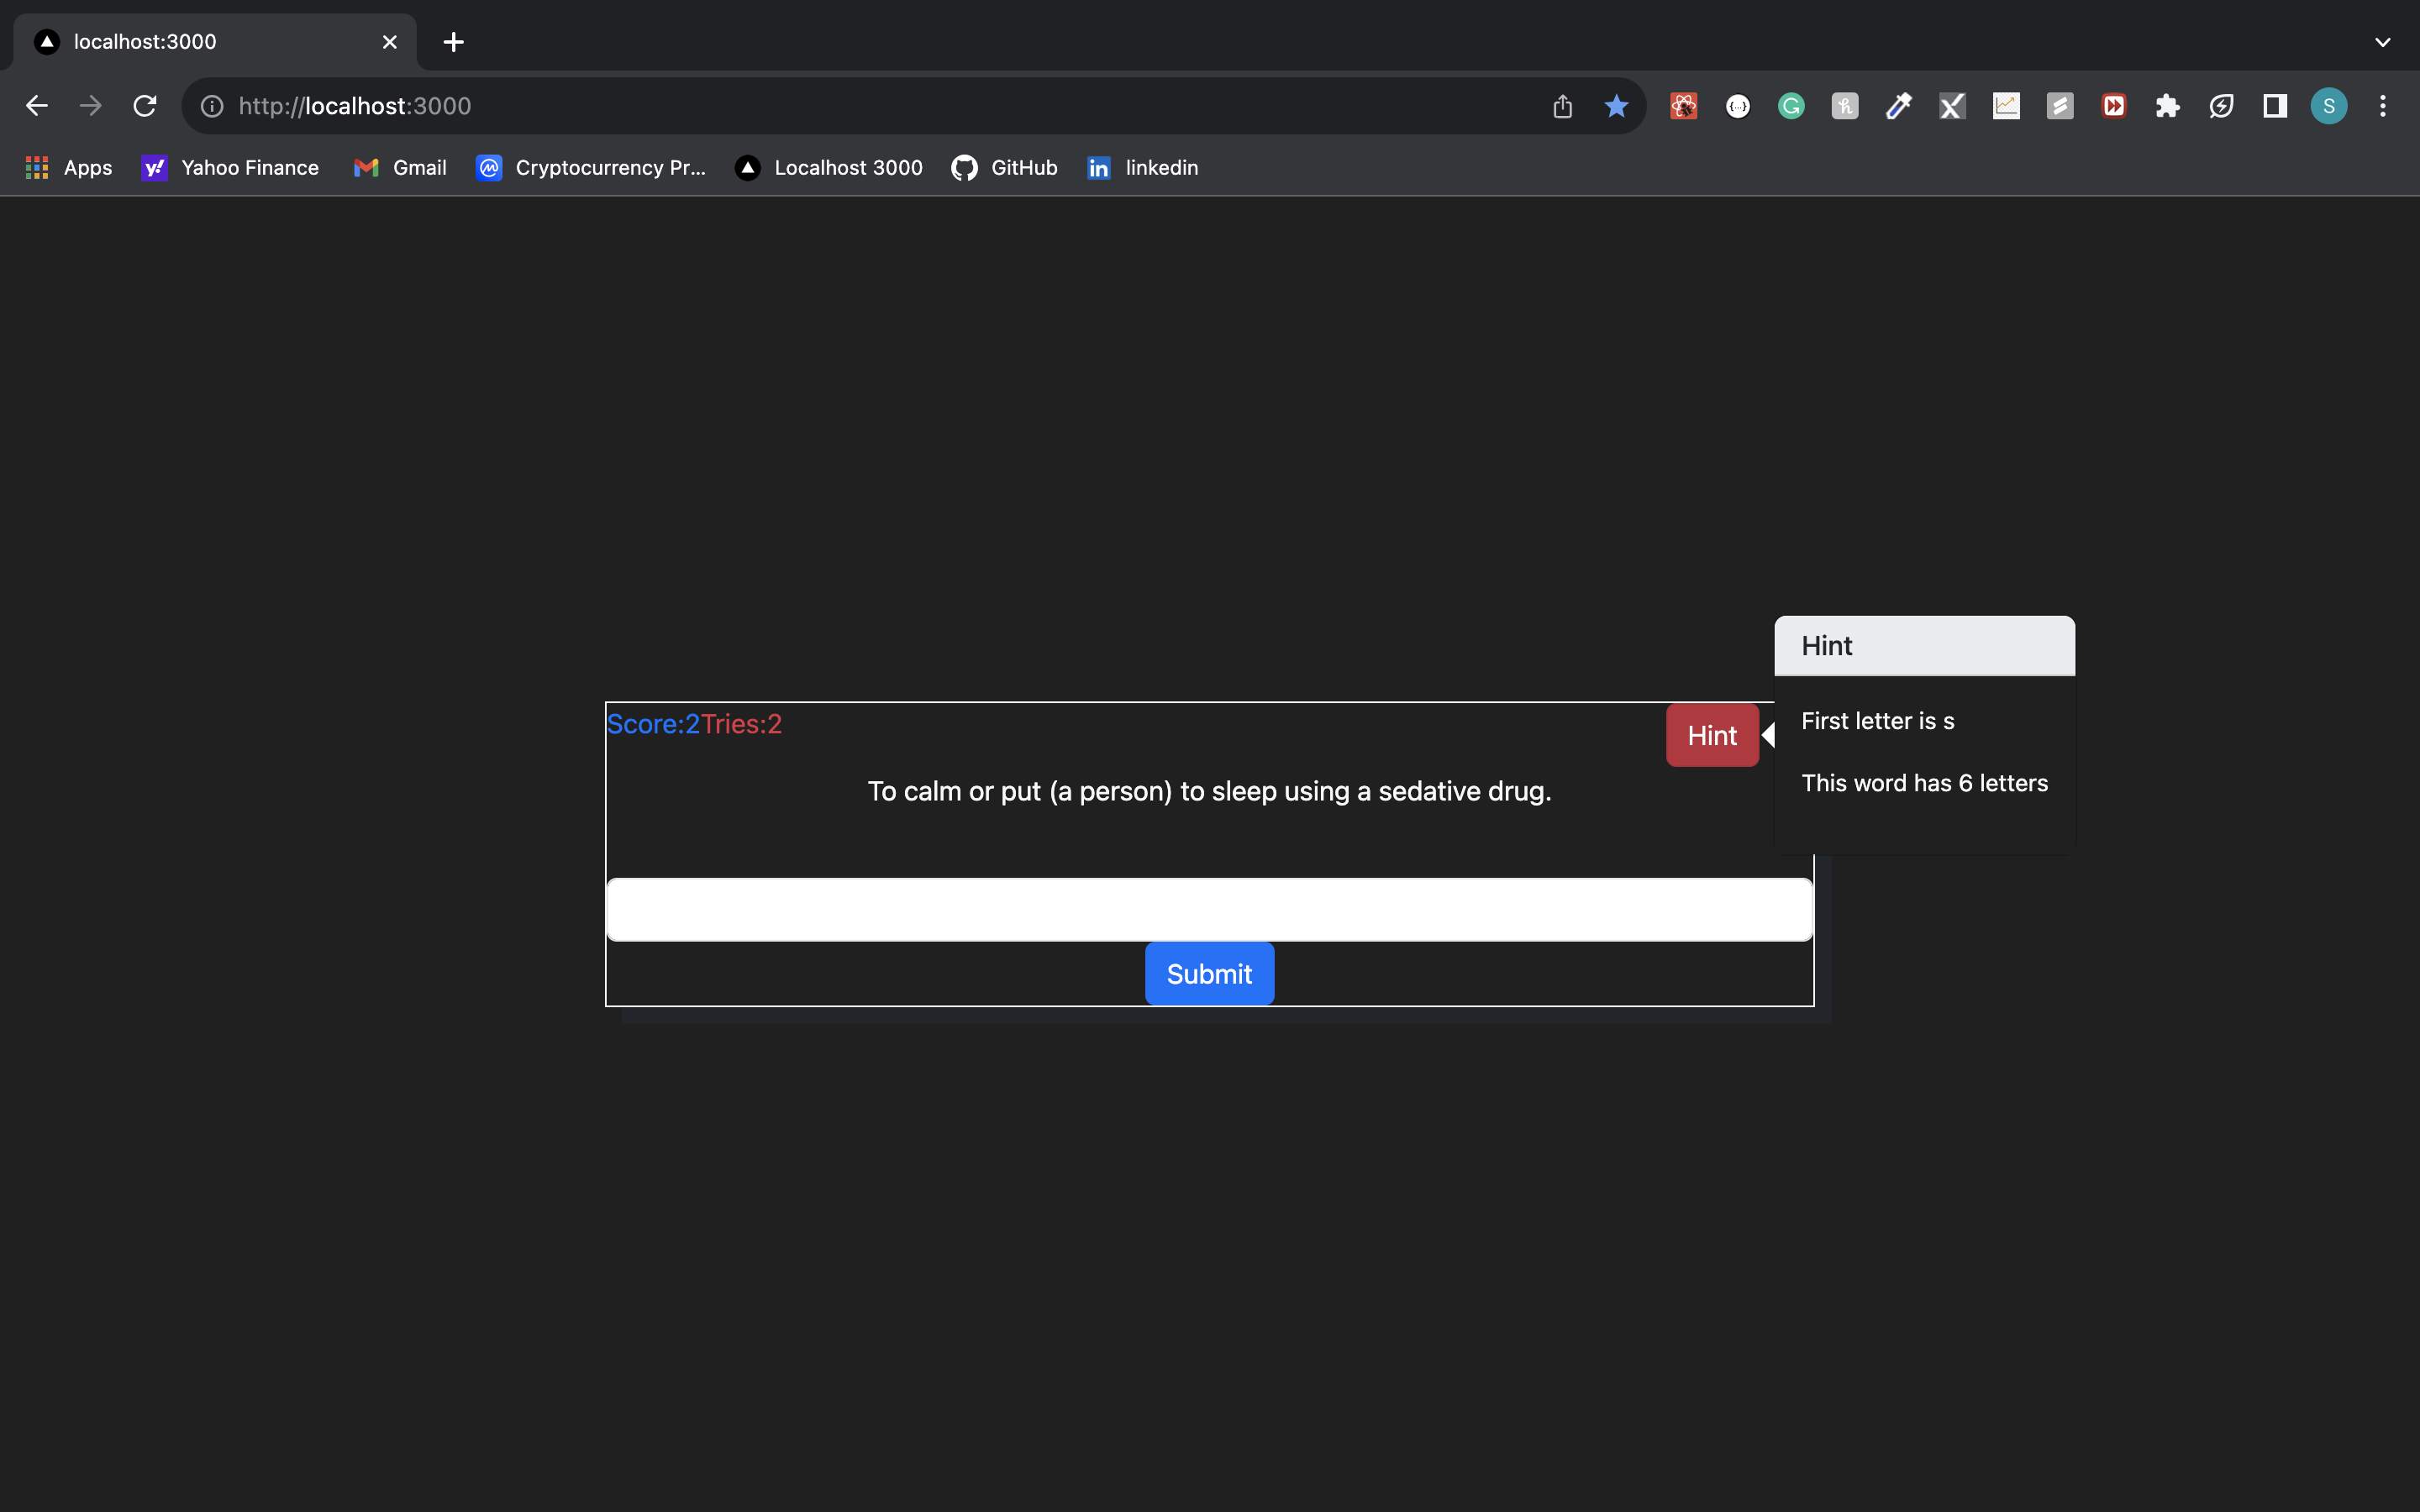 localhost:3000
http://localhost:3000
S
Apps Yahoo Finance Gmail Cryptocurrency Pr... Localhost 3000 GitHub linkedin
Hint
Score:2Tries:2 Hint
First letter is s
To calm or put (a person) to sleep using a sedative drug.
This word has 6 letters
Submit